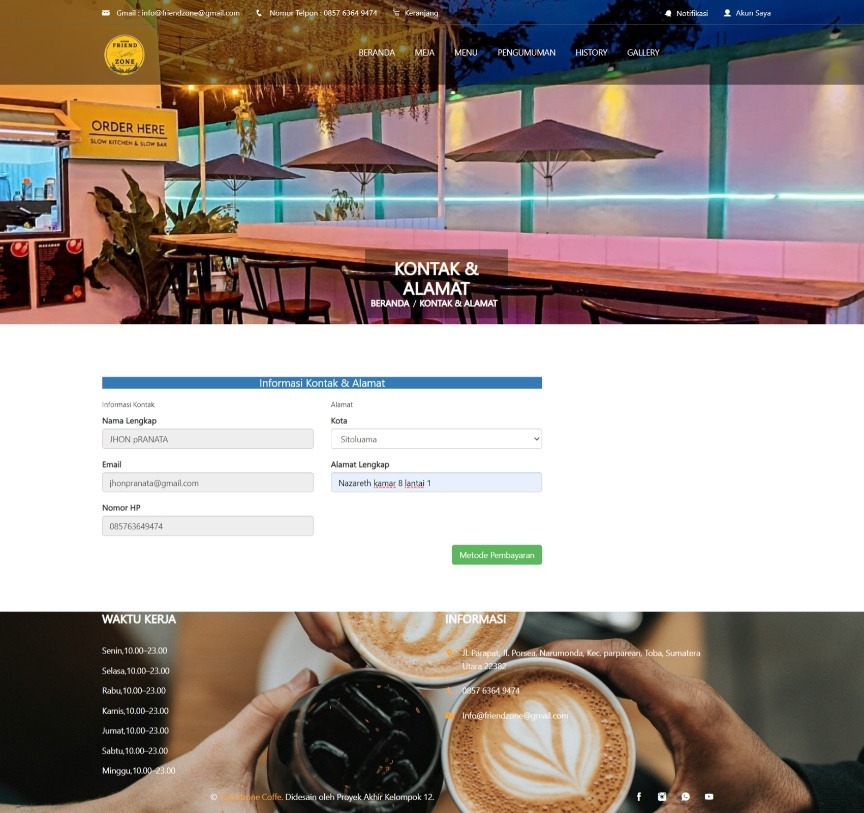 Gmail : info@friendzone@gmail.com
Nomor Telpon : 0857 6364 9474
Keranjang
Notifikasi
Akun Saya
FRIEND
ZONE
BERANDA
MEJA
MENU
PENGUMUMAN
HISTORY
GALLERY
ORDER HERE
SLOW KITCHEN & SLOW BAR
KONTAK &
ALAMAT
BERANDA / KONTAK & ALAMAT
Informasi Kontak & Alamat
Informasi Kontak
Nama Lengkap
JHON pRANATA
Email
jhonpranata@gmail.com
Nomor HP
085763649474
Alamat
Kota
Sitoluama
Alamat Lengkap
Nazareth kamar 8 lantai 1
Metode Pembayaran
WAKTU KERJA
Senin,10.00–23.00
Selasa,10.00–23.00
Rabu,10.00–23.00
Kamis,10.00–23.00
Jumat,10.00–23.00
Sabtu,10.00–23.00
Minggu,10.00–23.00
INFORMASI
Jl. Parapat, Jl. Porsea, Narumonda, Kec. parparean, Toba, Sumatera
Utara 22382
0857 6364 9474
Info@friendzone@gmail.com
© Coffe. Didesain oleh Proyek Akhir Kelompok 12.